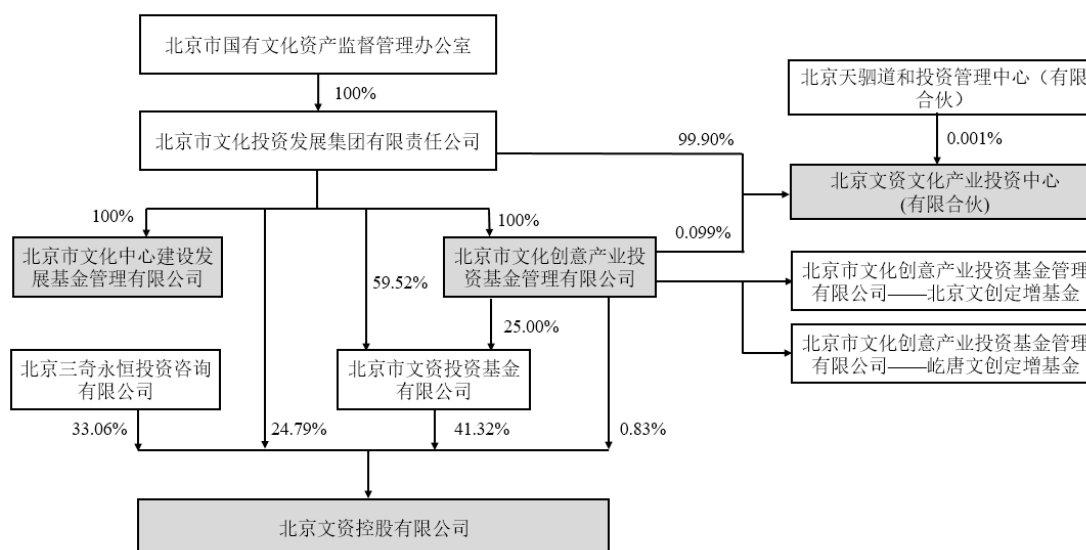 北京市国有文化资产监督管理办公室
100%
北京天驷道和投资管理中心（有限
合伙）
北京市文化投资发展集团有限责任公司
99.90%
0.001%
北京文资文化产业投资中心
(有限合伙)
100%
100%
0.099%
北京市文化中心建设发
展基金管理有限公司
59.52%
北京市文化创意产业投
资基金管理有限公司
北京市文化创意产业投资基金管理
有限公司——北京文创定增基金
25.00%
北京三奇永恒投资咨询
有限公司
北京市文资投资基金
有限公司
北京市文化创意产业投资基金管理
有限公司——屹唐文创定增基金
33.06%
24.79%
41.32%
0.83%
北京文资控股有限公司